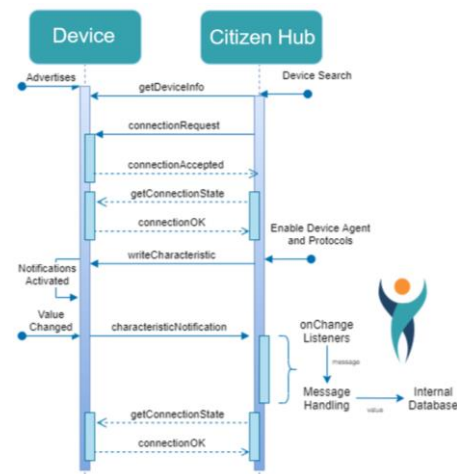 Device
Citizen Hub
Advertises
Device Search
getDeviceInfo
connectionRequest
connectionAccepted
getConnectionState
connectionOK
Enable Device Agent
and Protocols
writeCharacteristic
Notifications
Activated
Value
Changed
characteristicNotification
onChange
Listeners
message
Message
Handling
value
Internal
Database
getConnectionState
connectionOK